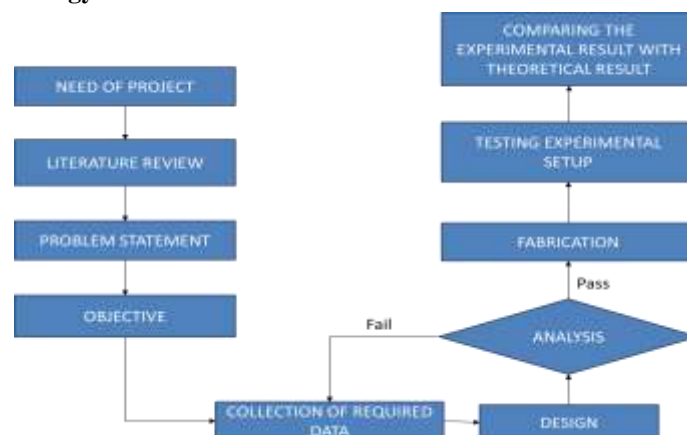 gy
NEED OF PROJECT
LITERATURE REVIEW
PROBLEM STATEMENT
OBJECTIVE
COLLECTION OF REQUIRED
DATA
DESIGN
ANALYSIS
Fail
Pass
FABRICATION
TESTING EXPERIMENTAL
SETUP
COMPARING THE
EXPERIMENTAL RESULT WITH
THEORETICAL RESULT